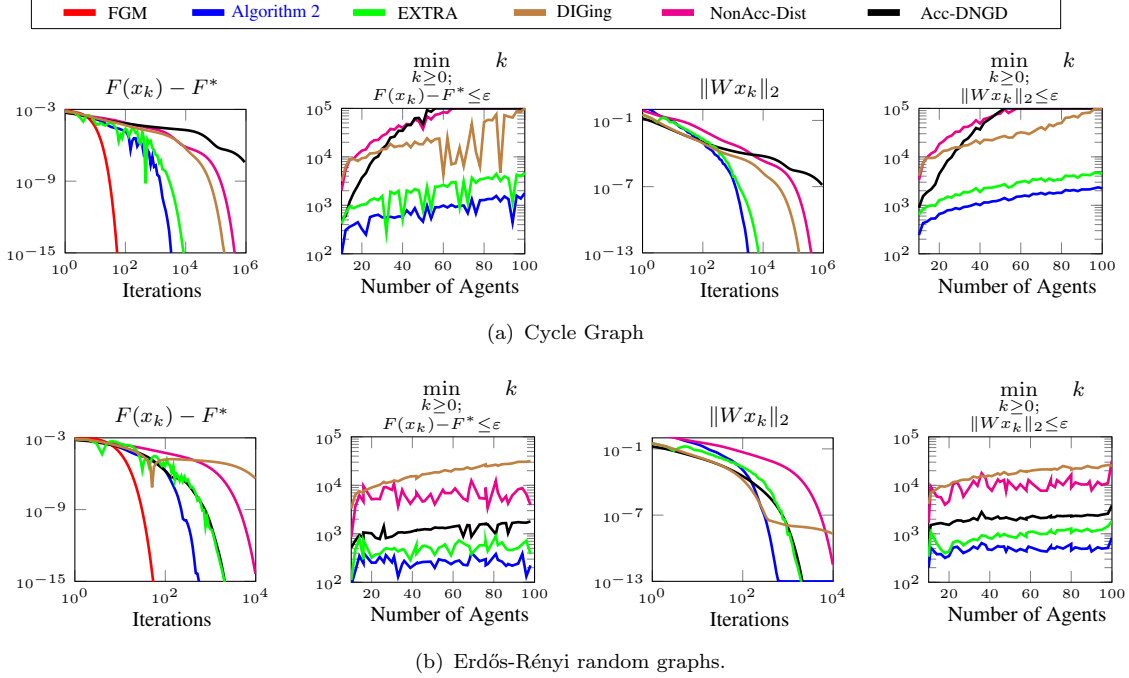 FGM Algorithm 2 EXTRA DIGing NonAcc-Dist Acc-DNGD
F(x_k) − F^*
10^{-3}
10^{-9}
10^{-15}
10^0 10^2 10^4 10^6
Iterations
min k
k≥0;
F(x_k)−F^*≤ε
10^5
10^4
10^3
10^2
20 40 60 80 100
Number of Agents
‖Wx_k‖_2
10^{-1}
10^{-7}
10^{-13}
10^0 10^2 10^4 10^6
Iterations
min k
k≥0;
‖Wx_k‖_2≤ε
10^5
10^4
10^3
10^2
20 40 60 80 100
Number of Agents
(a) Cycle Graph
F(x_k) − F^*
10^{-3}
10^{-9}
10^{-15}
10^0 10^2 10^4
Iterations
min k
k≥0;
F(x_k)−F^*≤ε
10^5
10^4
10^3
10^2
20 40 60 80 100
Number of Agents
‖Wx_k‖_2
10^{-1}
10^{-7}
10^{-13}
10^0 10^2 10^4
Iterations
min k
k≥0;
‖Wx_k‖_2≤ε
10^5
10^4
10^3
10^2
20 40 60 80 100
Number of Agents
(b) Erdős-Rényi random graphs.